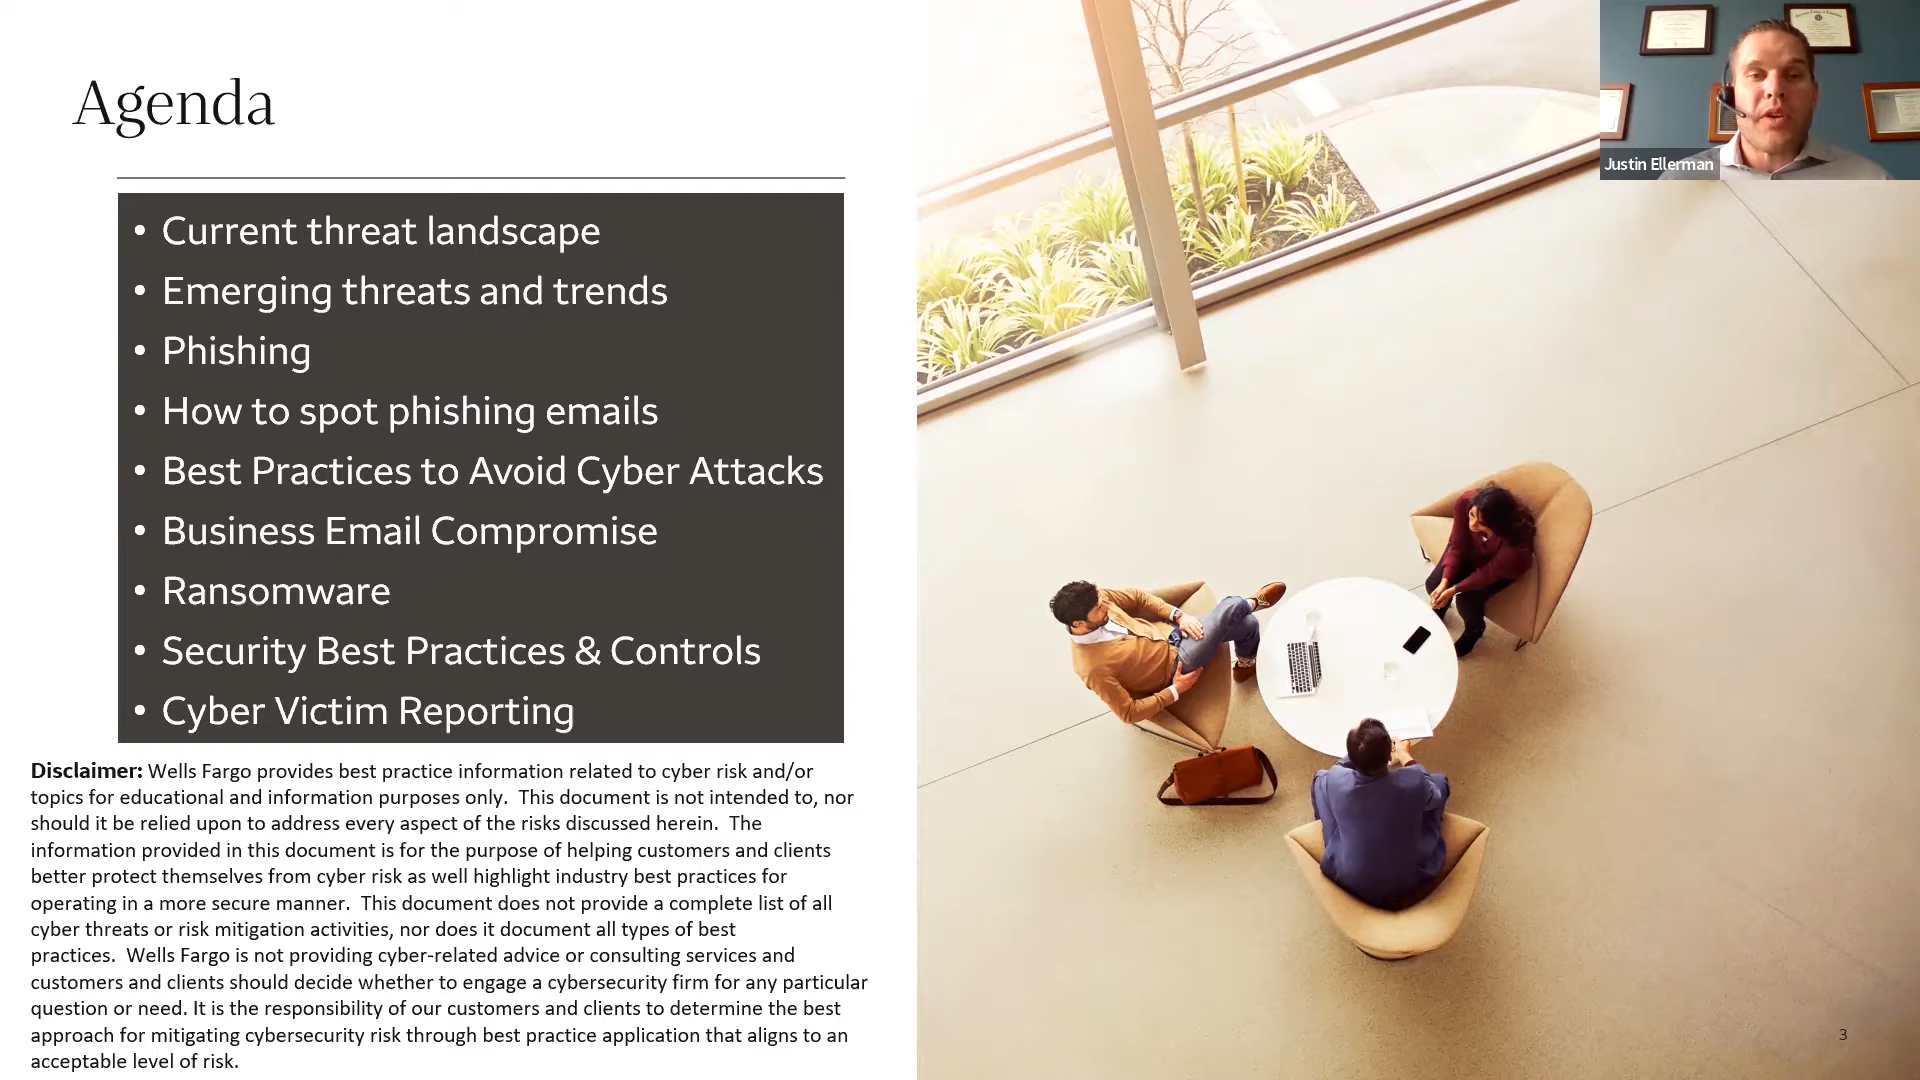 Agenda
• Current threat landscape
• Emerging threats and trends
• Phishing
• How to spot phishing emails
• Best Practices to Avoid Cyber Attacks
• Business Email Compromise
• Ransomware
• Security Best Practices & Controls
• Cyber Victim Reporting
Disclaimer: Wells Fargo provides best practice information related to cyber risk and/or
topics for educational and information purposes only.  This document is not intended to, nor
should it be relied upon to address every aspect of the risks discussed herein.  The
information provided in this document is for the purpose of helping customers and clients
better protect themselves from cyber risk as well highlight industry best practices for
operating in a more secure manner.  This document does not provide a complete list of all
cyber threats or risk mitigation activities, nor does it document all types of best
practices.  Wells Fargo is not providing cyber-related advice or consulting services and
customers and clients should decide whether to engage a cybersecurity firm for any particular
question or need. It is the responsibility of our customers and clients to determine the best
approach for mitigating cybersecurity risk through best practice application that aligns to an
acceptable level of risk.
Justin Ellerman
3